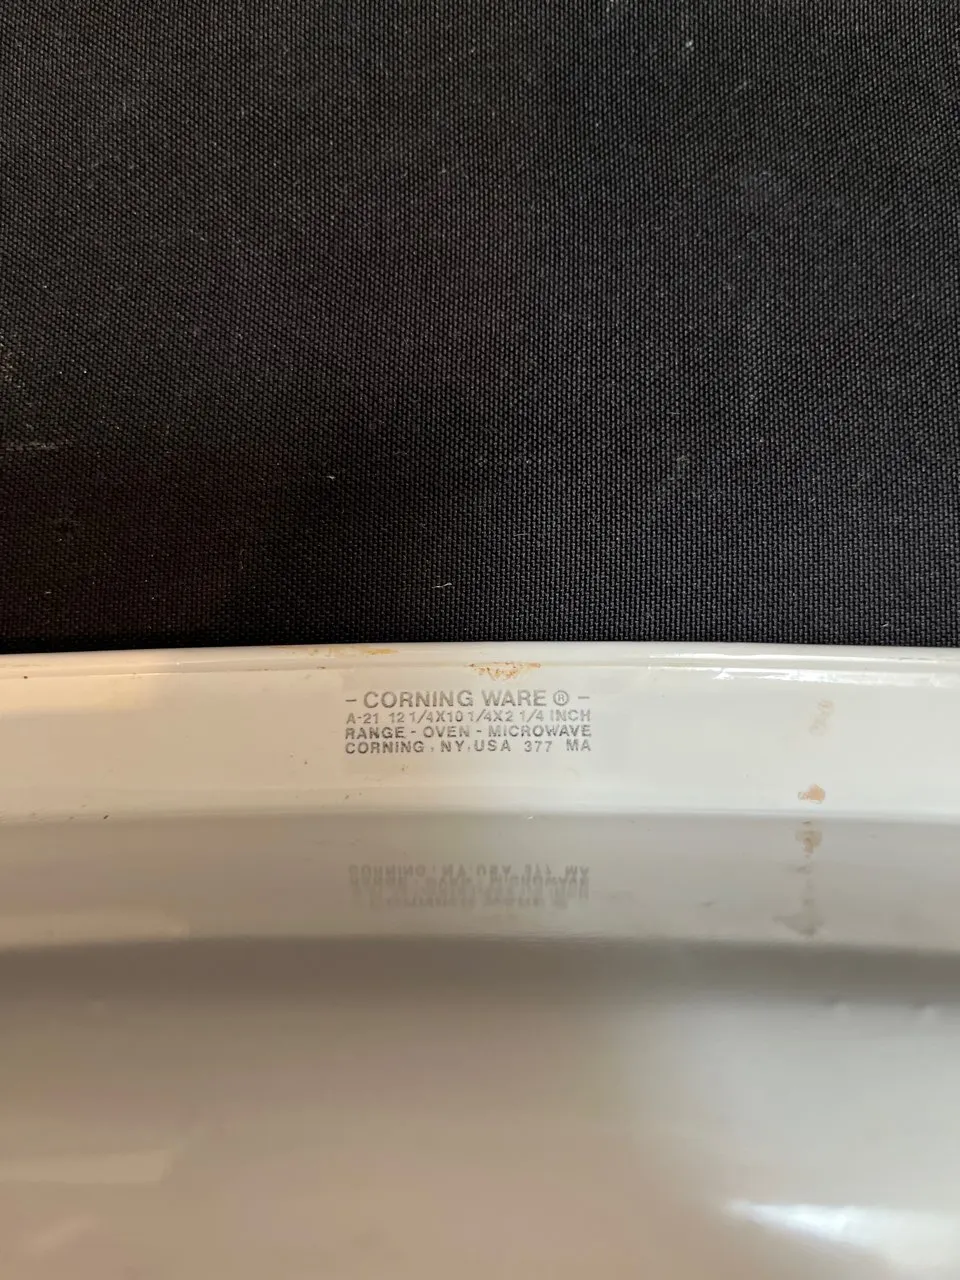 - CORNING WARE ® -
A-21 12 1/4X10 1/4X2 1/4 INCH
RANGE - OVEN - MICROWAVE
CORNING, NY, USA 377 MA